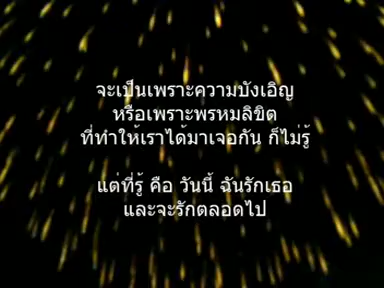 จะเป็นเพราะความบังเอิญ
หรือเพราะพรหมลิขิต
ที่ทำให้เราได้มาเจอกัน ก็ไม่รู้
แต่ที่รู้ คือ วันนี้ ฉันรักเธอ
และจะรักตลอดไป